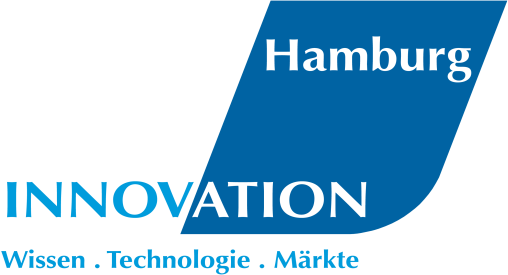 Hamburg
INNOVATION
Wissen . Technologie . Märkte